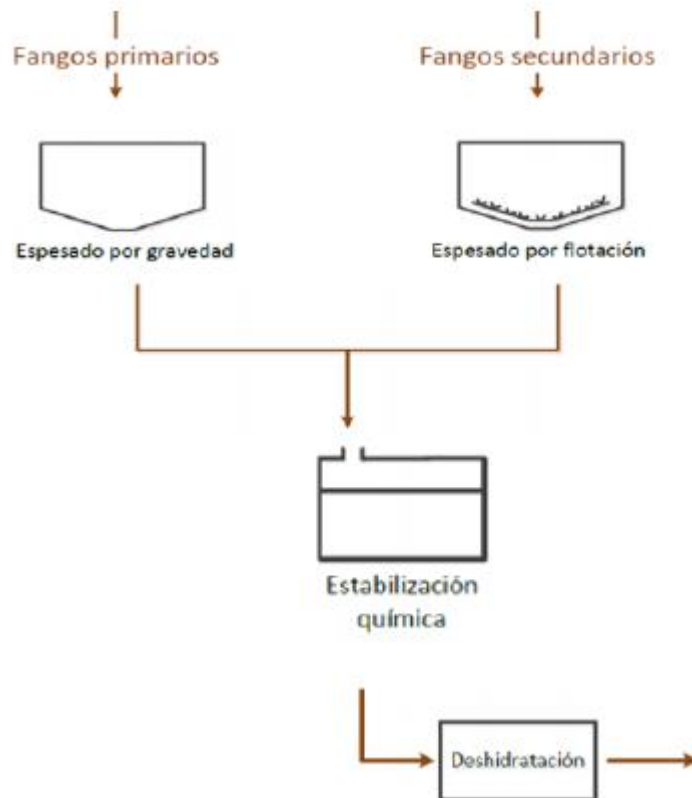 Fangos primarios
Fangos secundarios
Espesado por gravedad
Espesado por flotación
Estabilización
química
Deshidratación